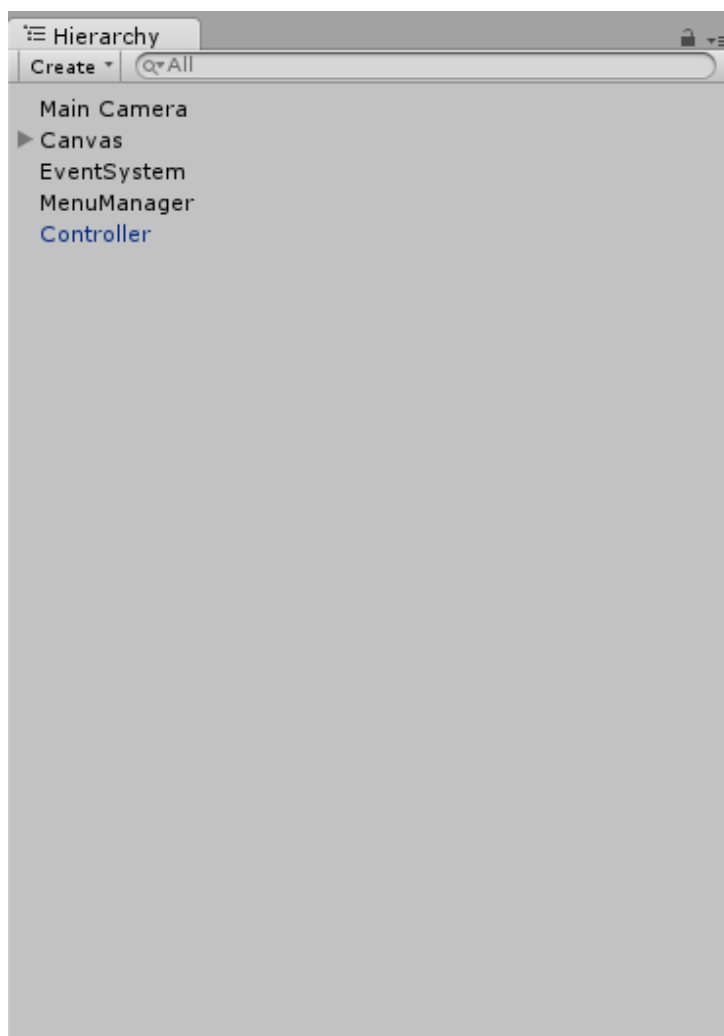 Hierarchy
Create All
Main Camera
Canvas
EventSystem
MenuManager
Controller